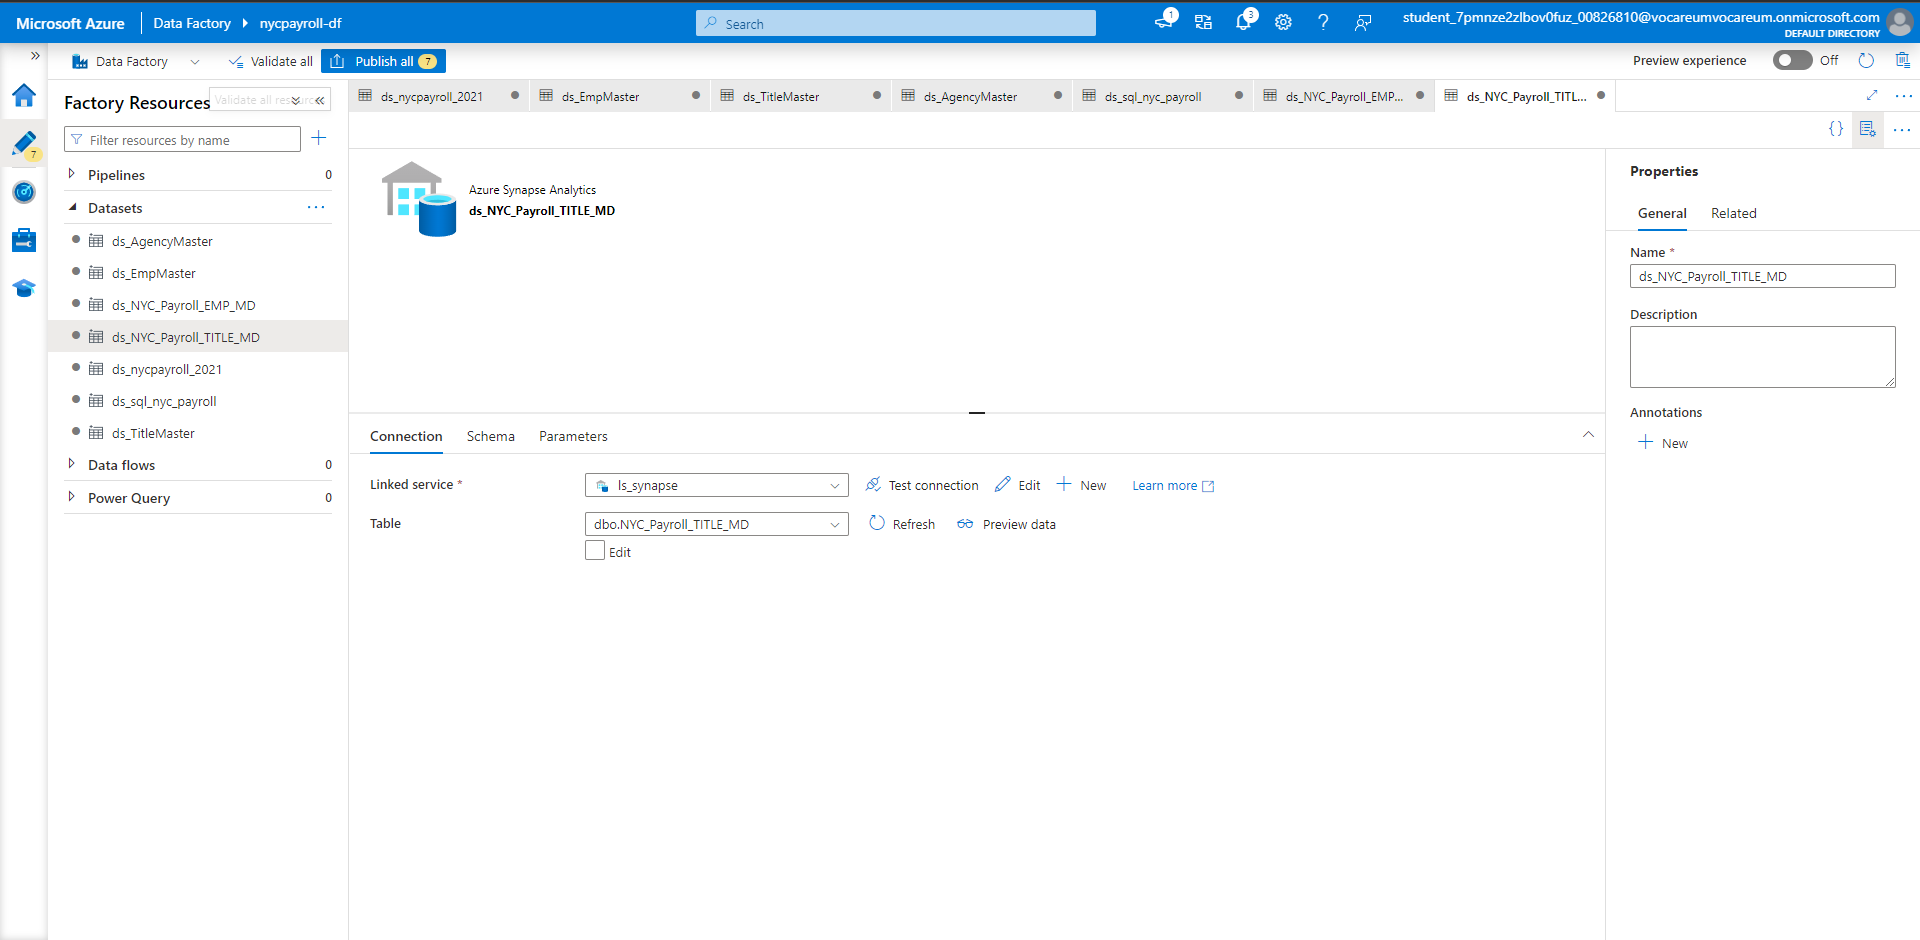 Microsoft Azure
Data Factory
nycpayroll-df
Search
1
3
student_7pmnze2zlbov0fuz_00826810@vocareumvocareum.onmicrosoft.com
DEFAULT DIRECTORY
Data Factory
Validate all
Publish all
7
Preview experience
Off
7
Factory Resources
Validate all resources
Filter resources by name
Pipelines
0
Datasets
ds_AgencyMaster
ds_EmpMaster
ds_NYC_Payroll_EMP_MD
ds_NYC_Payroll_TITLE_MD
ds_nycpayroll_2021
ds_sql_nyc_payroll
ds_TitleMaster
Data flows
0
Power Query
0
ds_nycpayroll_2021
ds_EmpMaster
ds_TitleMaster
ds_AgencyMaster
ds_sql_nyc_payroll
ds_NYC_Payroll_EMP...
ds_NYC_Payroll_TITL...
{}
Azure Synapse Analytics
ds_NYC_Payroll_TITLE_MD
Connection
Schema
Parameters
Linked service *
ls_synapse
Test connection
Edit
New
Learn more
Table
dbo.NYC_Payroll_TITLE_MD
Refresh
Preview data
Edit
Properties
General
Related
Name *
ds_NYC_Payroll_TITLE_MD
Description
Annotations
New